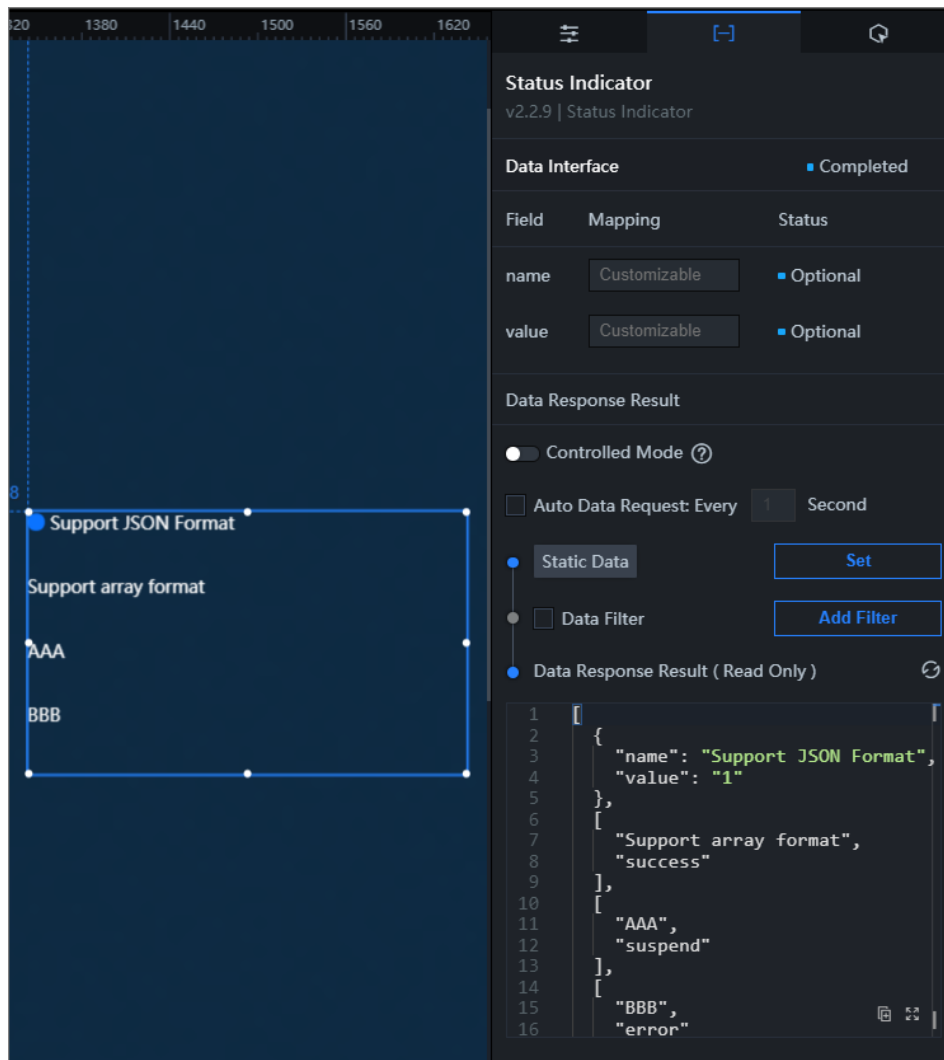 320 1380 1440 1500 1560 1620
8
Support JSON Format
Support array format
AAA
BBB
Status Indicator
v2.2.9 | Status Indicator
Data Interface Completed
Field Mapping Status
name Customizable Optional
value Customizable Optional
Data Response Result
Controlled Mode ?
Auto Data Request: Every 1 Second
Static Data Set
Data Filter Add Filter
Data Response Result ( Read Only )
1 [
2 {
3 "name": "Support JSON Format",
4 "value": "1"
5 },
6 [
7 "Support array format",
8 "success"
9 ],
10 [
11 "AAA",
12 "suspend"
13 ],
14 [
15 "BBB",
16 "error"